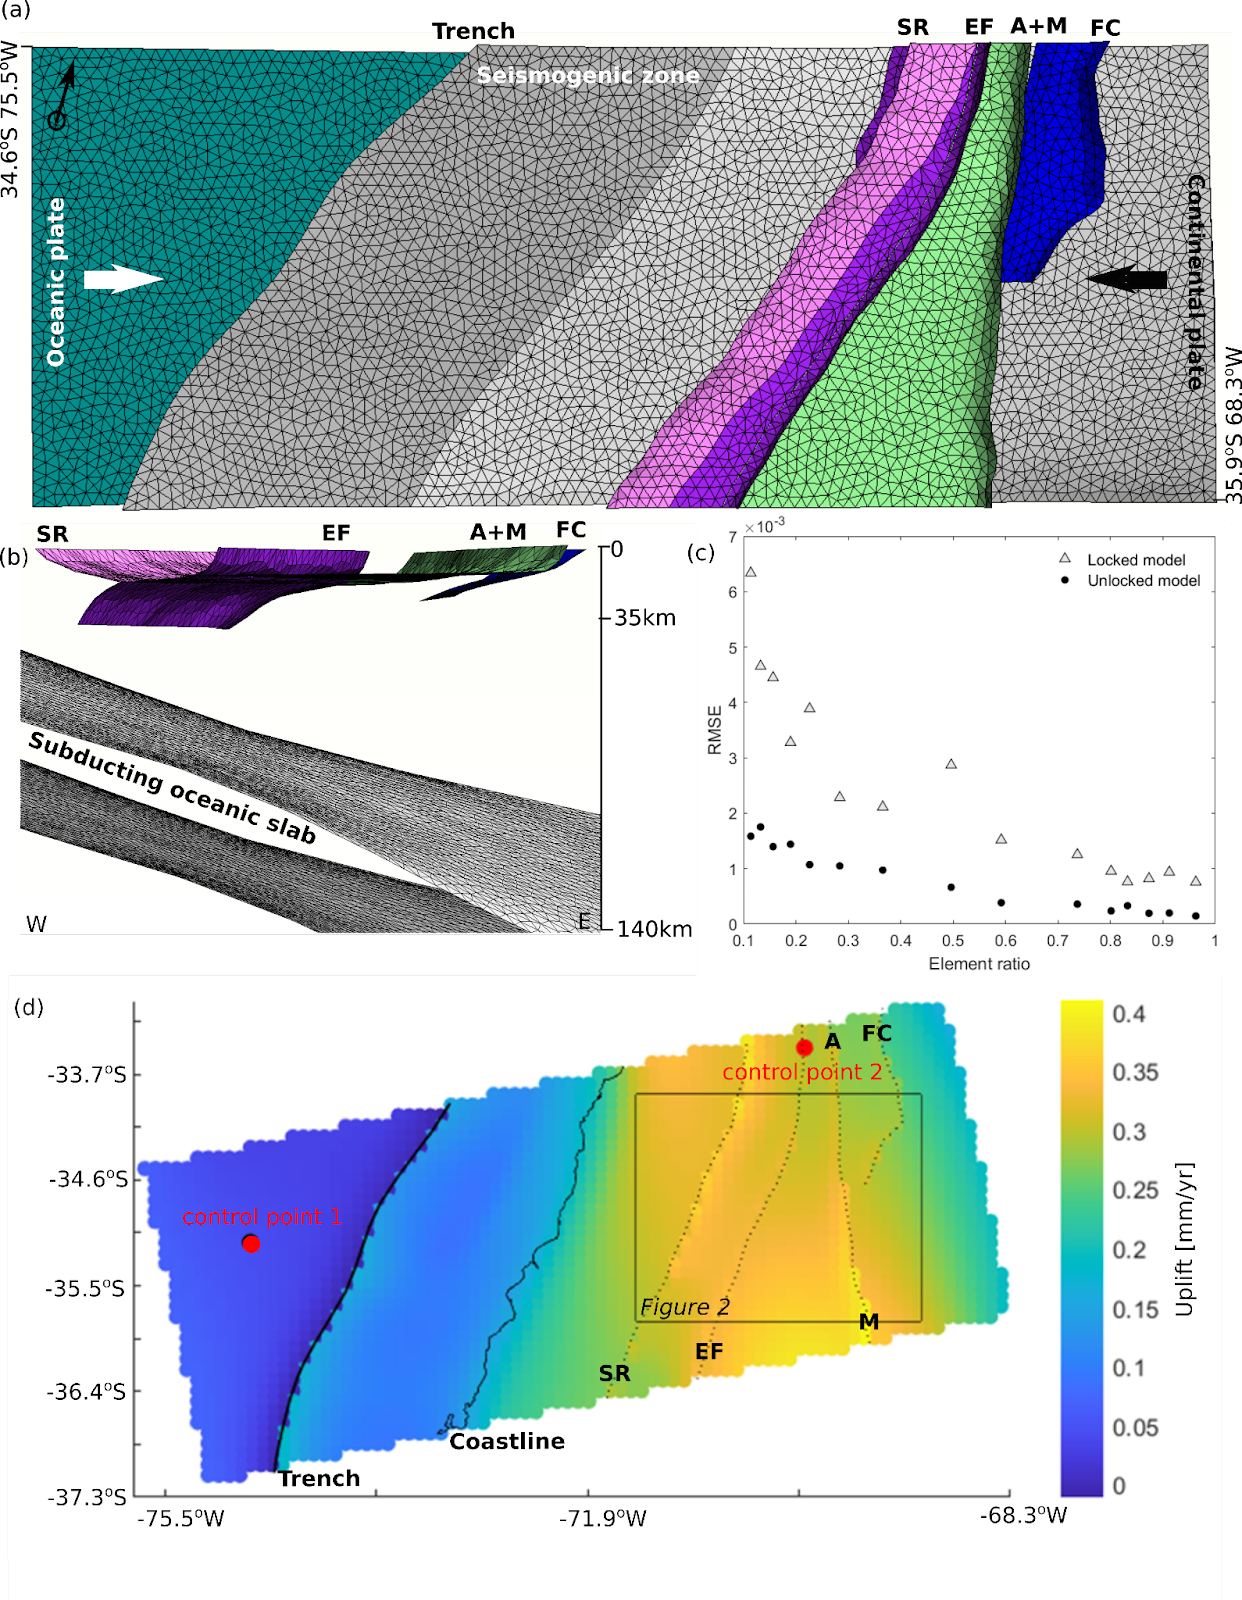 (a)
Trench
SR EF A+M FC
34.6°S 75.5°W
Seismogenic zone
Oceanic plate
Continental plate
35.9°S 68.3°W
(b)
SR EF A+M FC
0
35km
Subducting oceanic slab
W
E
140km
(c)
×10⁻³
7
6
5
4
3
2
1
0
RMSE
Locked model
Unlocked model
0.1 0.2 0.3 0.4 0.5 0.6 0.7 0.8 0.9 1
Element ratio
(d)
-33.7°S
-34.6°S
-35.5°S
-36.4°S
-37.3°S
-75.5°W -71.9°W -68.3°W
A
FC
control point 2
control point 1
Figure 2
M
EF
SR
Coastline
Trench
0.4
0.35
0.3
0.25
0.2
0.15
0.1
0.05
0
Uplift [mm/yr]